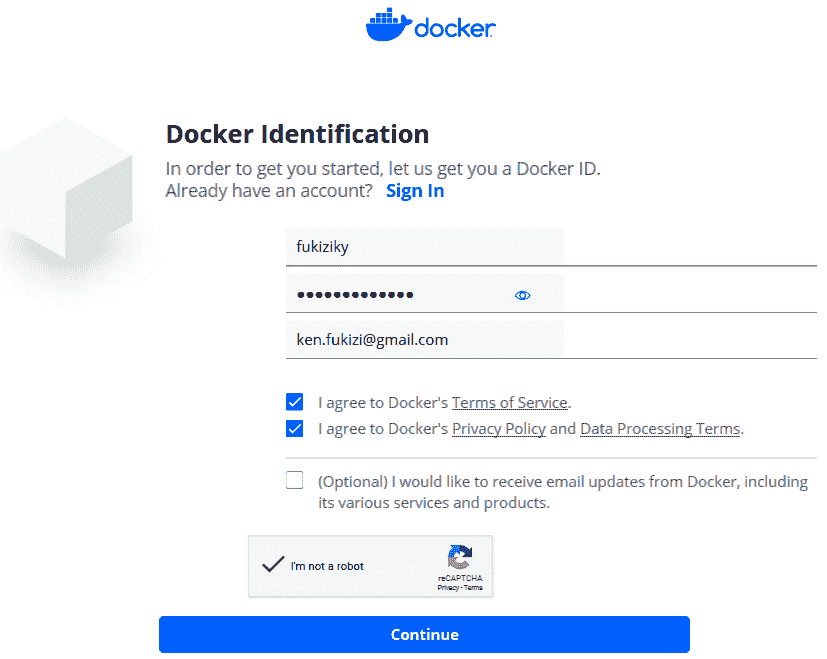 docker
Docker Identification
In order to get you started, let us get you a Docker ID.
Already have an account? Sign In
fukiziky
•••••••••••••
ken.fukizi@gmail.com
I agree to Docker's Terms of Service.
I agree to Docker's Privacy Policy and Data Processing Terms.
(Optional) I would like to receive email updates from Docker, including
its various services and products.
I'm not a robot
reCAPTCHA
Privacy - Terms
Continue